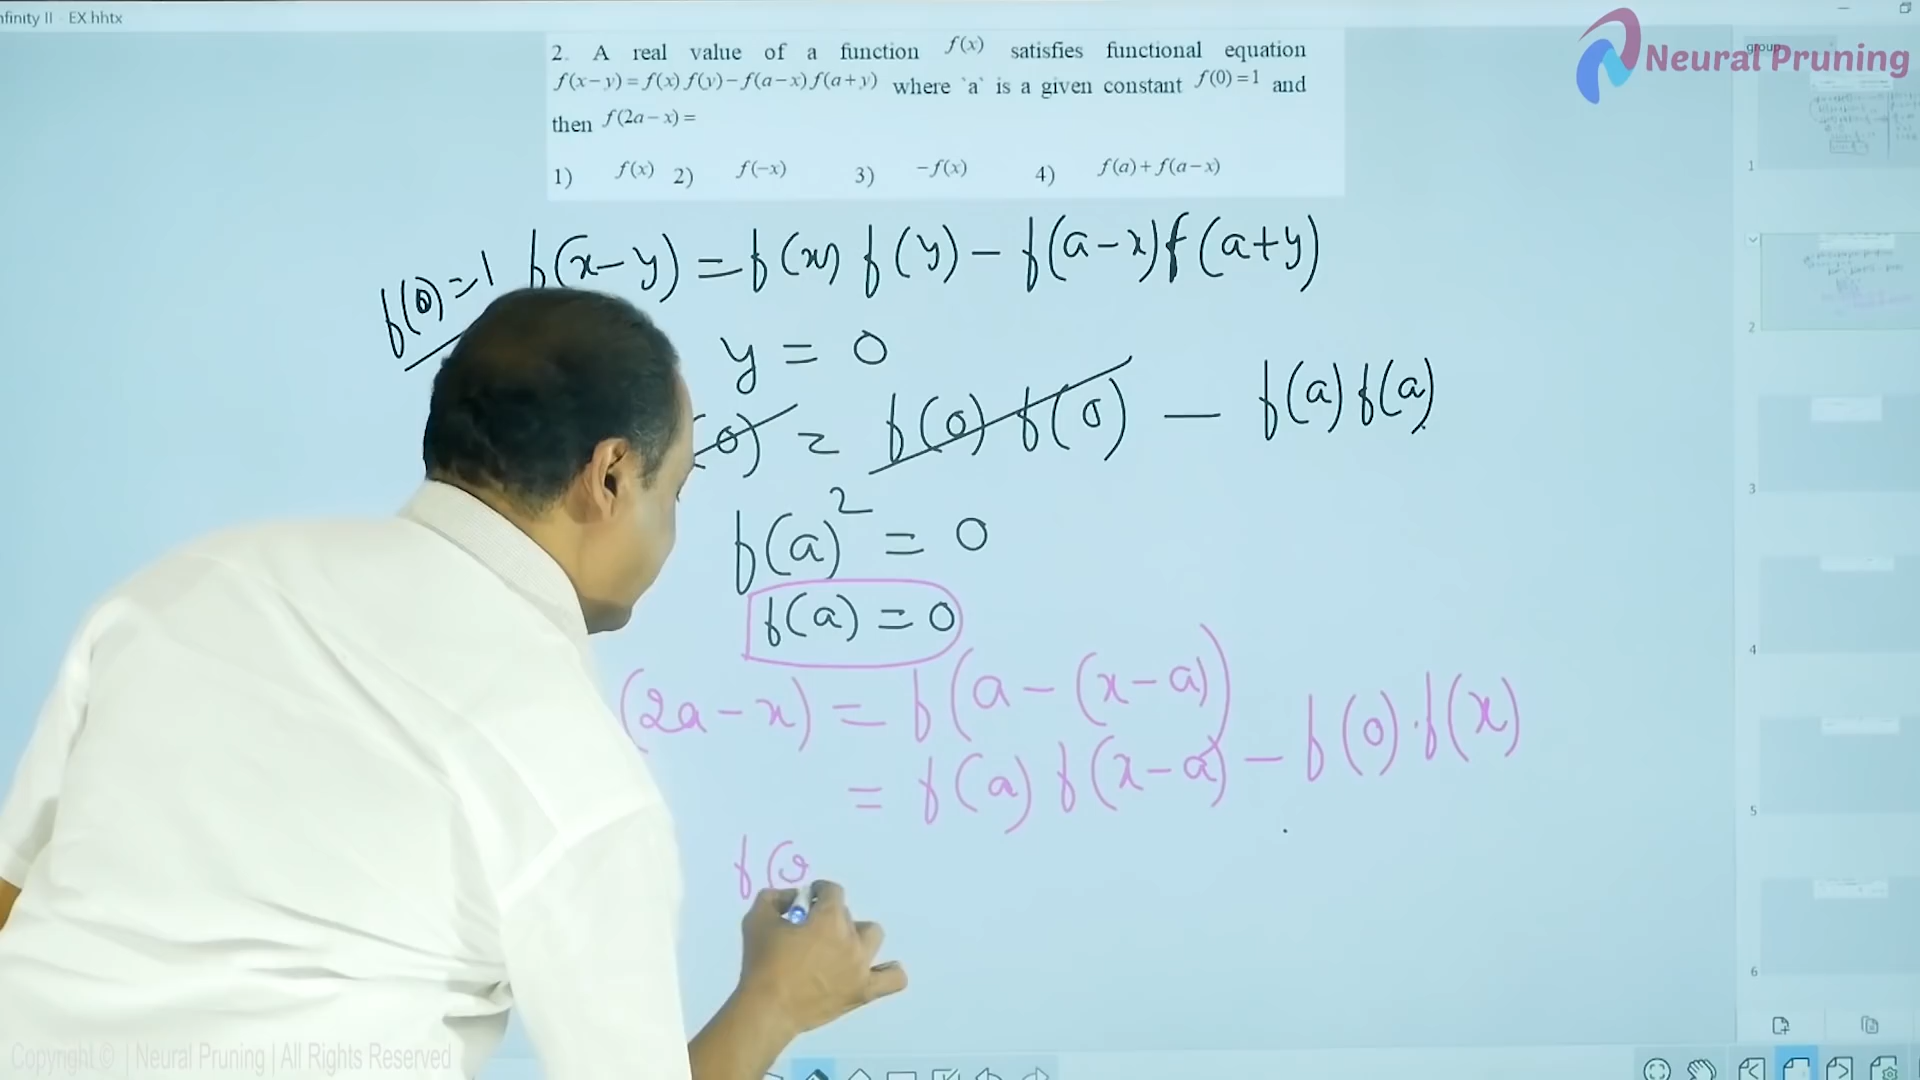 nfinity II - EX hhtx
group
Neural Pruning
2. A real value of a function f(x) satisfies functional equation
f(x−y)=f(x)f(y)−f(a−x)f(a+y) where `a` is a given constant f(0)=1 and
then f(2a−x)=
1) f(x) 2) f(−x) 3) −f(x) 4) f(a)+f(a−x)
f(0)=1 f(x−y) = f(x) f(y) − f(a−x) f(a+y)
y = 0
(0) = f(0) f(0) − f(a) f(a)
f(a)² = 0
f(a) = 0
(2a−x) = f(a−(x−a))
= f(a) f(x−a) − f(0)·f(x)
f(
1
2
3
4
5
6
Copyright © | Neural Pruning | All Rights Reserved